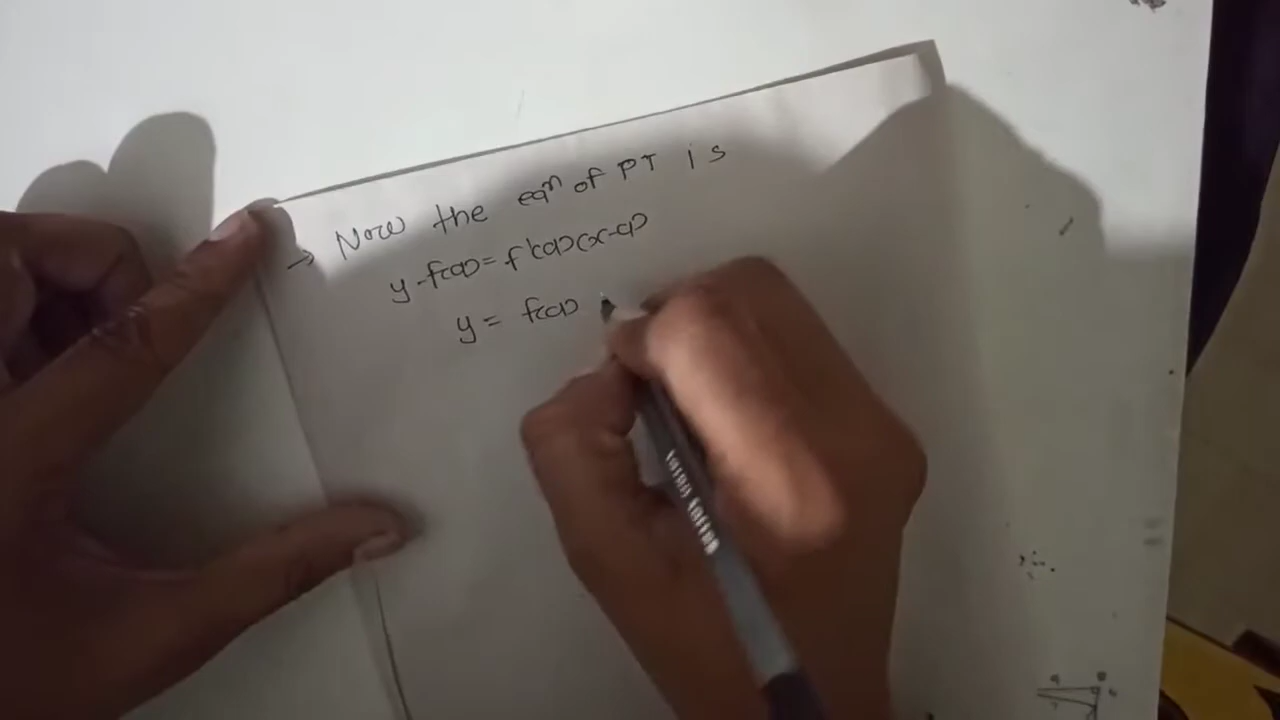 → Now the eqⁿ of PT is
y-f(a)= f'(a)(x-a)
y = f(a)